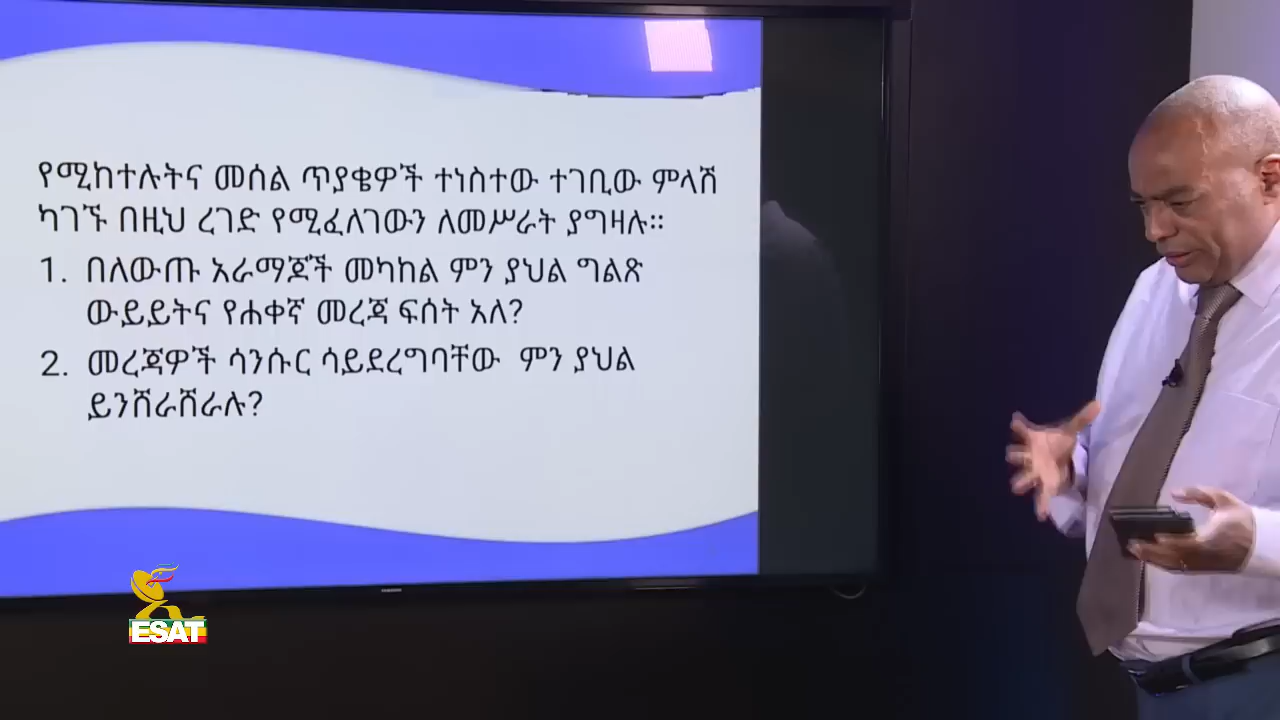 የሚከተሉትና መሰል ጥያቄዎች ተነስተው ተገቢው ምላሽ
ካገኙ በዚህ ረገድ የሚፈለገውን ለመሥራት ያግዛሉ።
1. በለውጡ አራማጆች መካከል ምን ያህል ግልጽ
ውይይትና የሐቀኛ መረጃ ፍሰት አለ?
2. መረጃዎች ሳንሱር ሳይደረግባቸው ምን ያህል
ይንሸራሸራሉ?
ESAT